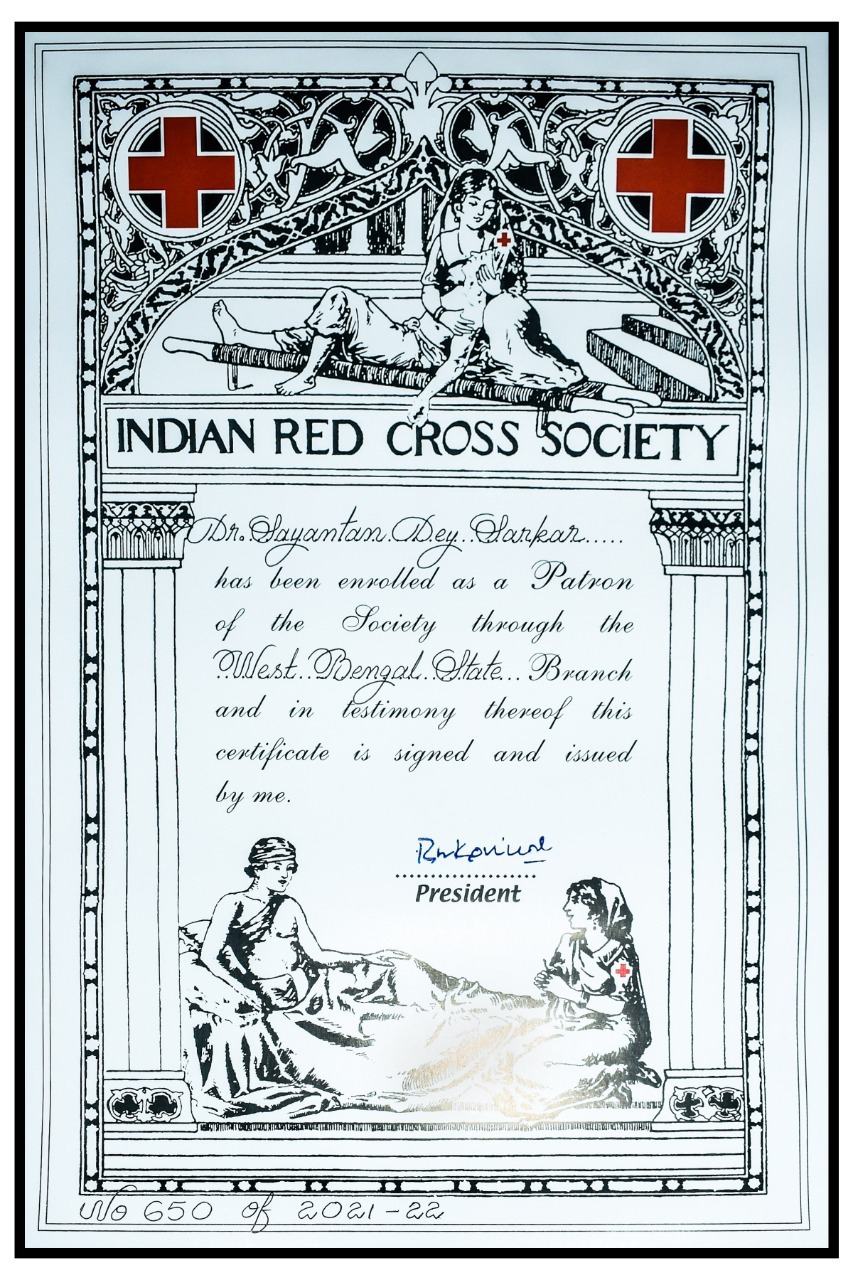 INDIAN RED CROSS SOCIETY
Dr. Sayantan Dey Sarkar.....
has been enrolled as a Patron
of the Society through the
West Bengal State Branch
and in testimony thereof this
certificate is signed and issued
by me.
President
No 650 of 2021-22